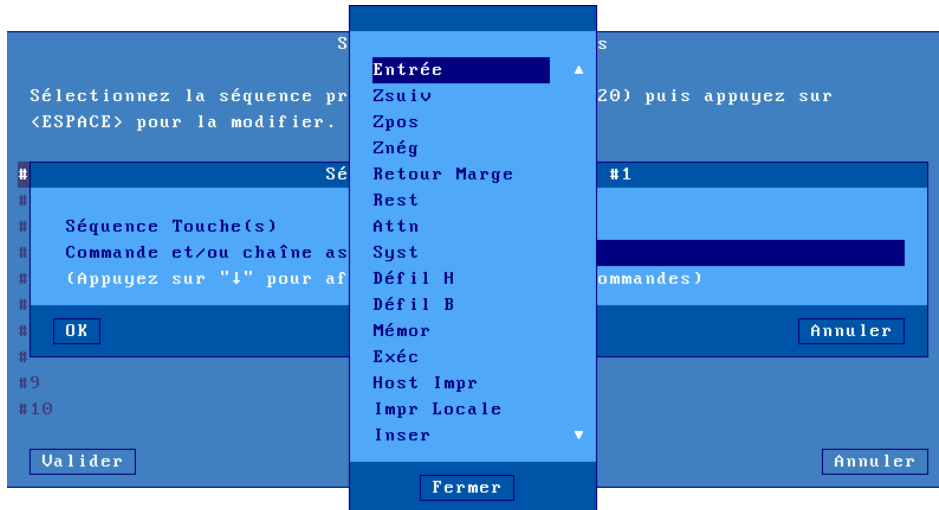 S s
Entrée ▲
Sélectionnez la séquence pr Zsuiv 20) puis appuyez sur
<ESPACE> pour la modifier. Zpos
Znég
# Sé Retour Marge #1
# Rest
# Séquence Touche(s) Attn
# Commande et/ou chaîne as Syst
# (Appuyez sur "↓" pour af Défil H ommandes)
# Défil B
# OK Mémor Annuler
# Exéc
#9 Host Impr
#10 Impr Locale
Inser ▼
Valider Annuler
Fermer